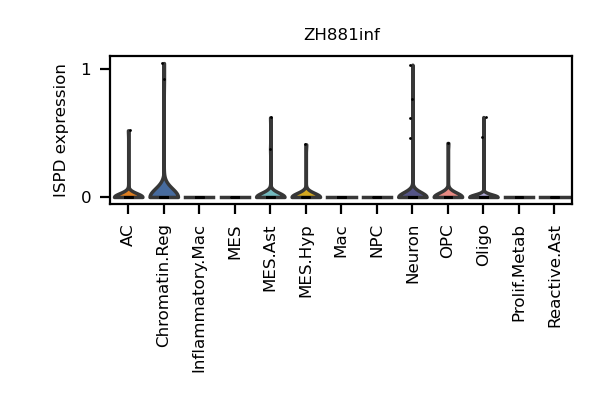 ZH881inf
ISPD expression
1
0
AC
Chromatin.Reg
Inflammatory.Mac
MES
MES.Ast
MES.Hyp
Mac
NPC
Neuron
OPC
Oligo
Prolif.Metab
Reactive.Ast